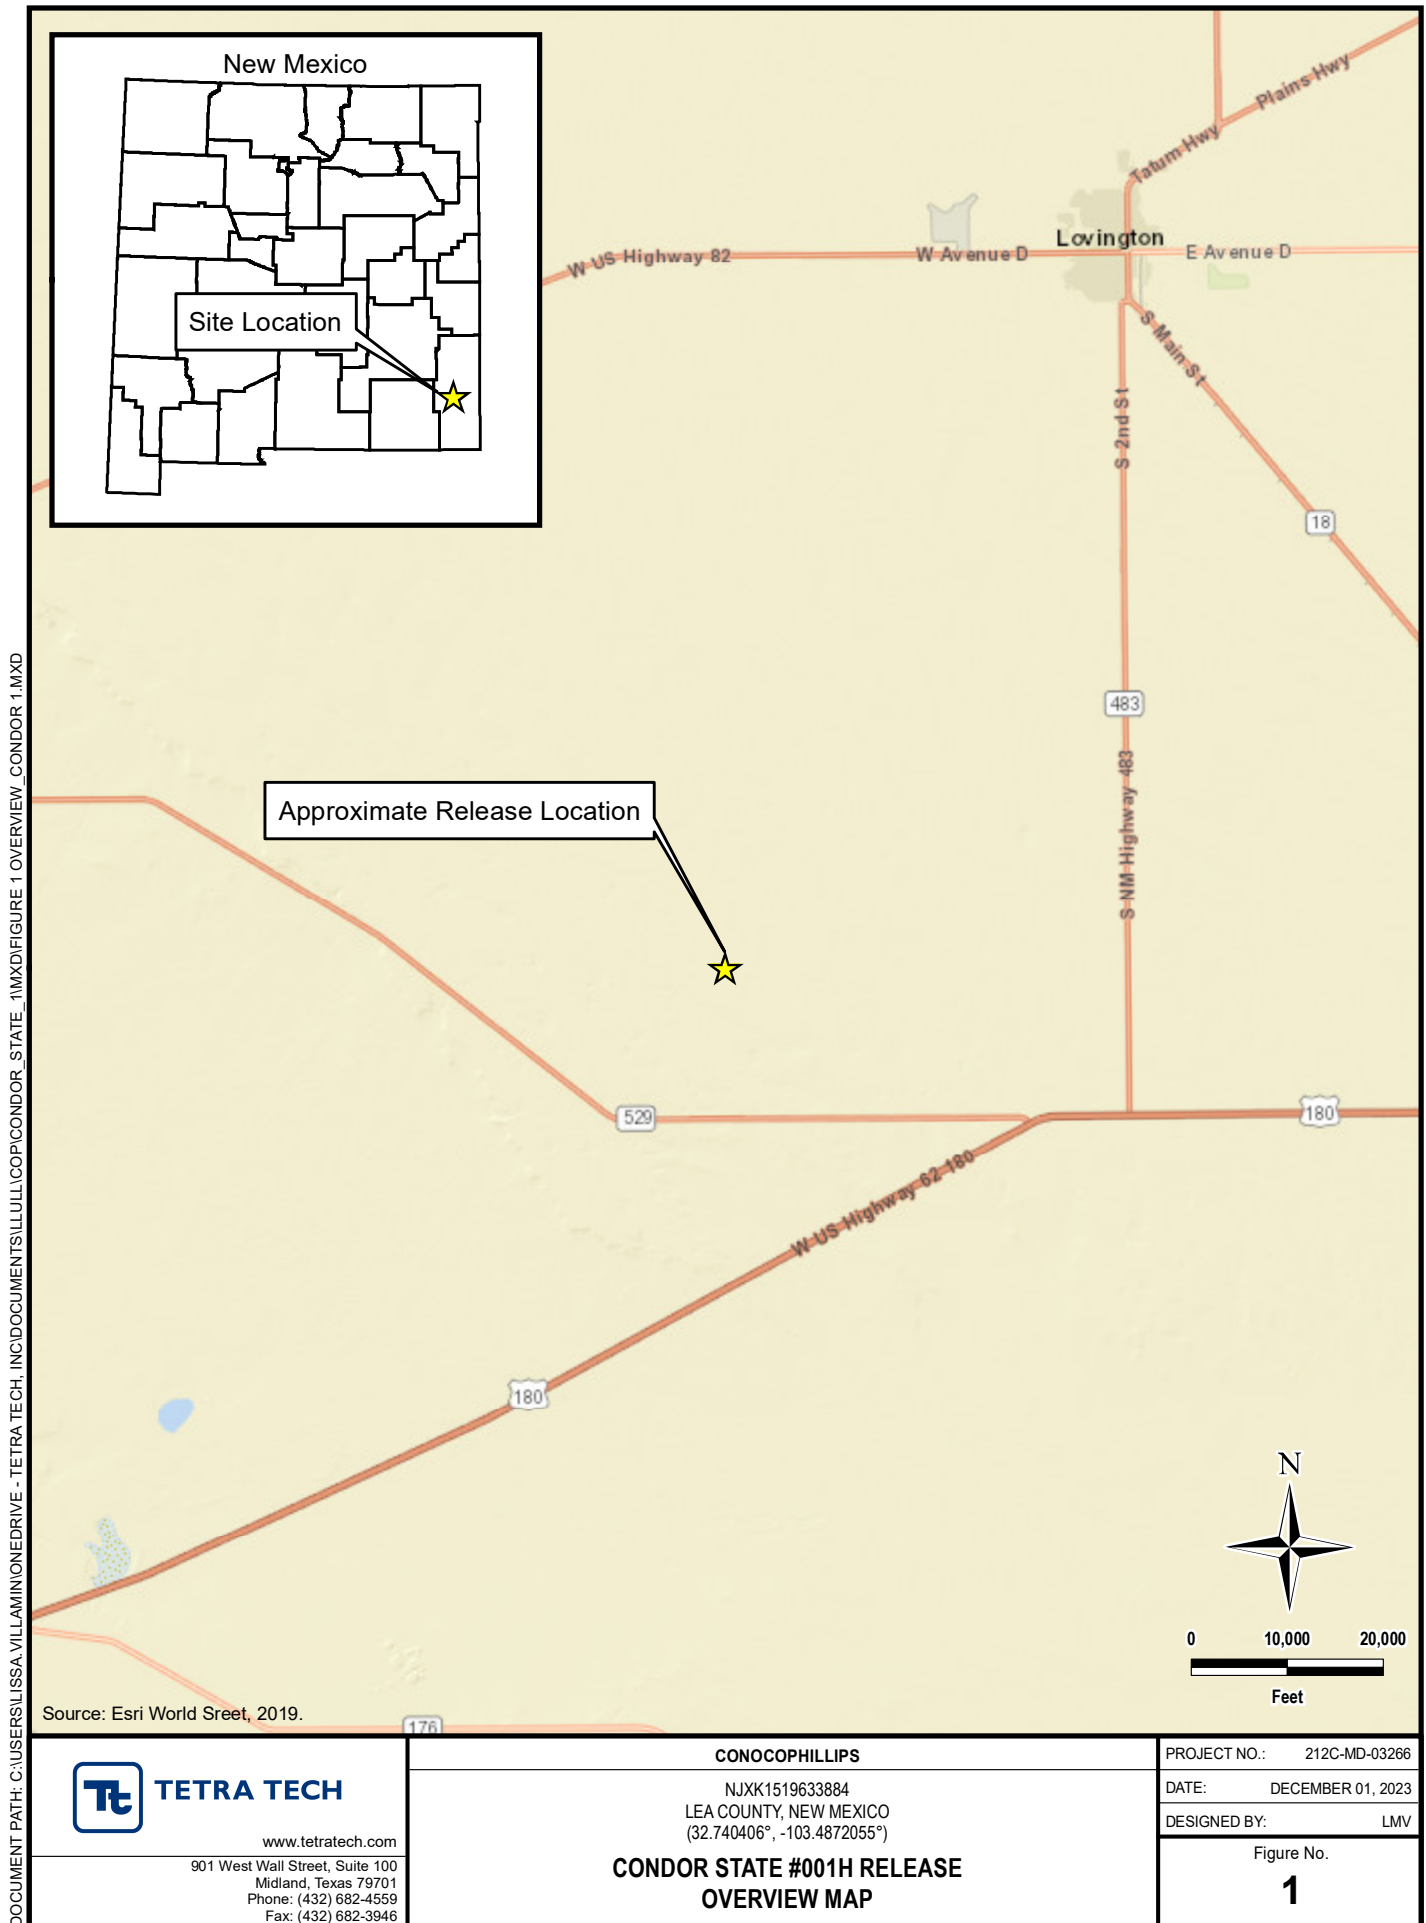 New Mexico
Site Location
Plains Hwy
Tatum Hwy
Lovington
W US Highway 82
W Avenue D
E Avenue D
S Main St
S 2nd St
18
483
S NM Highway 483
Approximate Release Location
529
180
W US Highway 62 180
180
N
0 10,000 20,000
Feet
Source: Esri World Sreet, 2019.
176
DOCUMENT PATH: C:\USERS\LISSA.VILLAMIN\ONEDRIVE - TETRA TECH, INC\DOCUMENTS\LLULL\COP\CONDOR_STATE_1\MXD\FIGURE 1 OVERVIEW_CONDOR 1.MXD
Tt TETRA TECH
www.tetratech.com
901 West Wall Street, Suite 100
Midland, Texas 79701
Phone: (432) 682-4559
Fax: (432) 682-3946
CONOCOPHILLIPS
NJXK1519633884
LEA COUNTY, NEW MEXICO
(32.740406°, -103.4872055°)
CONDOR STATE #001H RELEASE
OVERVIEW MAP
PROJECT NO.: 212C-MD-03266
DATE: DECEMBER 01, 2023
DESIGNED BY: LMV
Figure No.
1